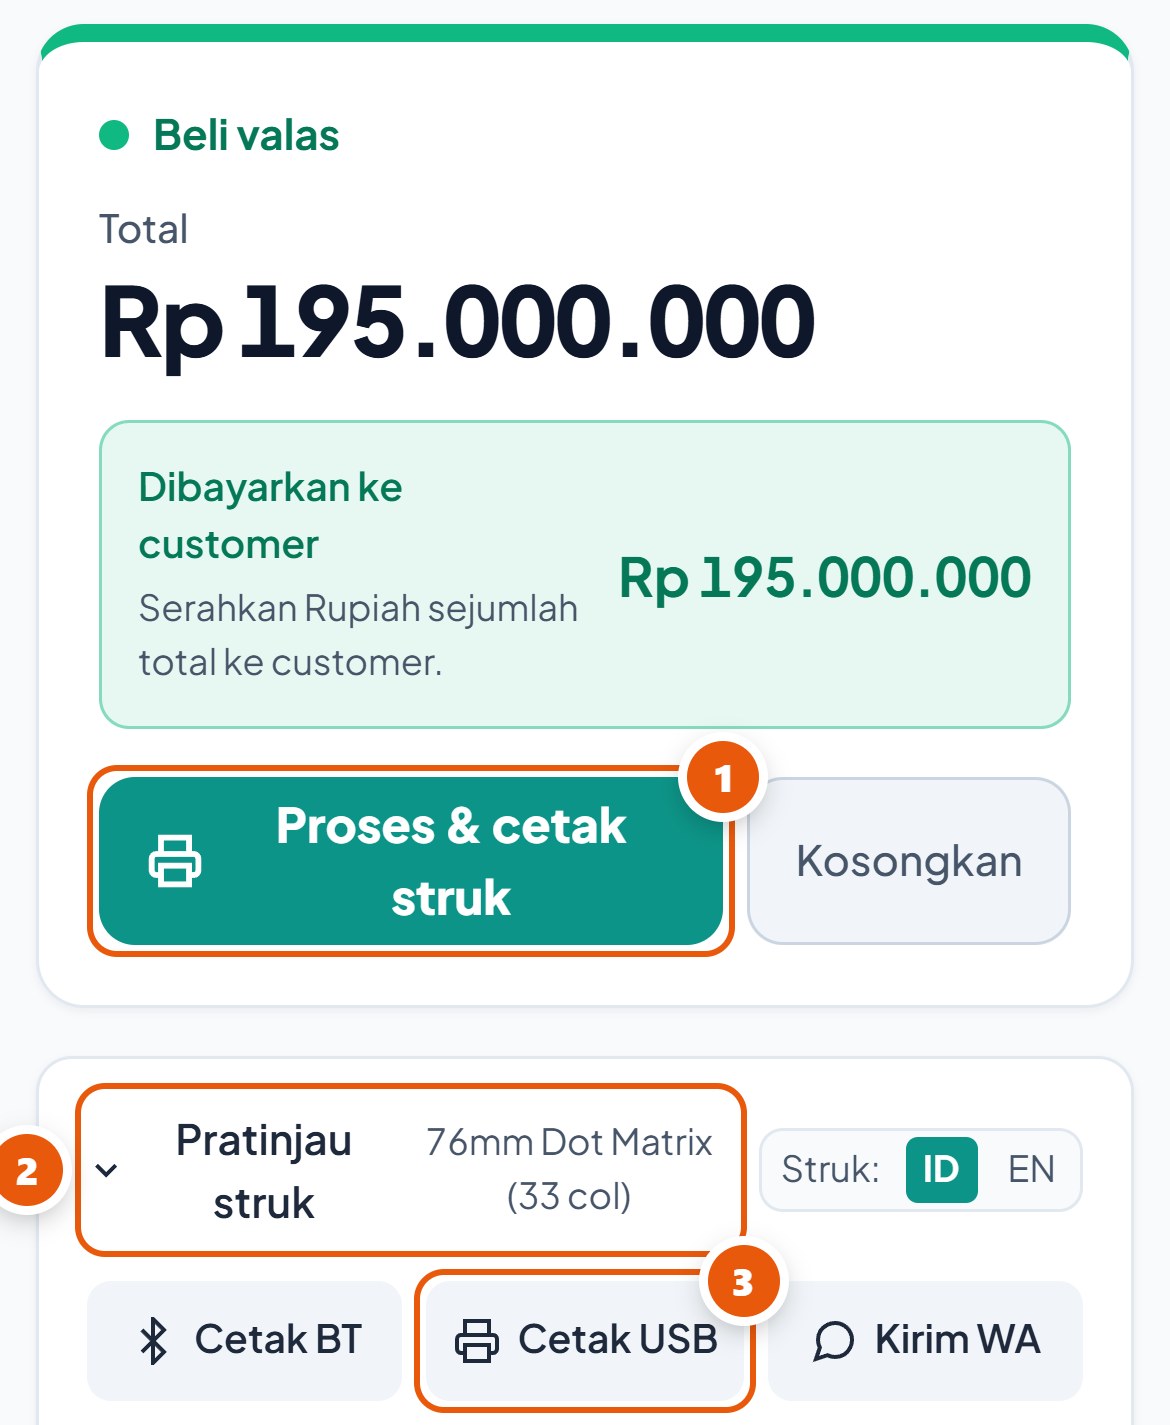 Beli valas
Total
Rp 195.000.000
Dibayarkan ke
customer
Serahkan Rupiah sejumlah
total ke customer.
Rp 195.000.000
1
Proses & cetak
struk
Kosongkan
2
Pratinjau
struk
76mm Dot Matrix
(33 col)
Struk: ID EN
3
Cetak BT
Cetak USB
Kirim WA